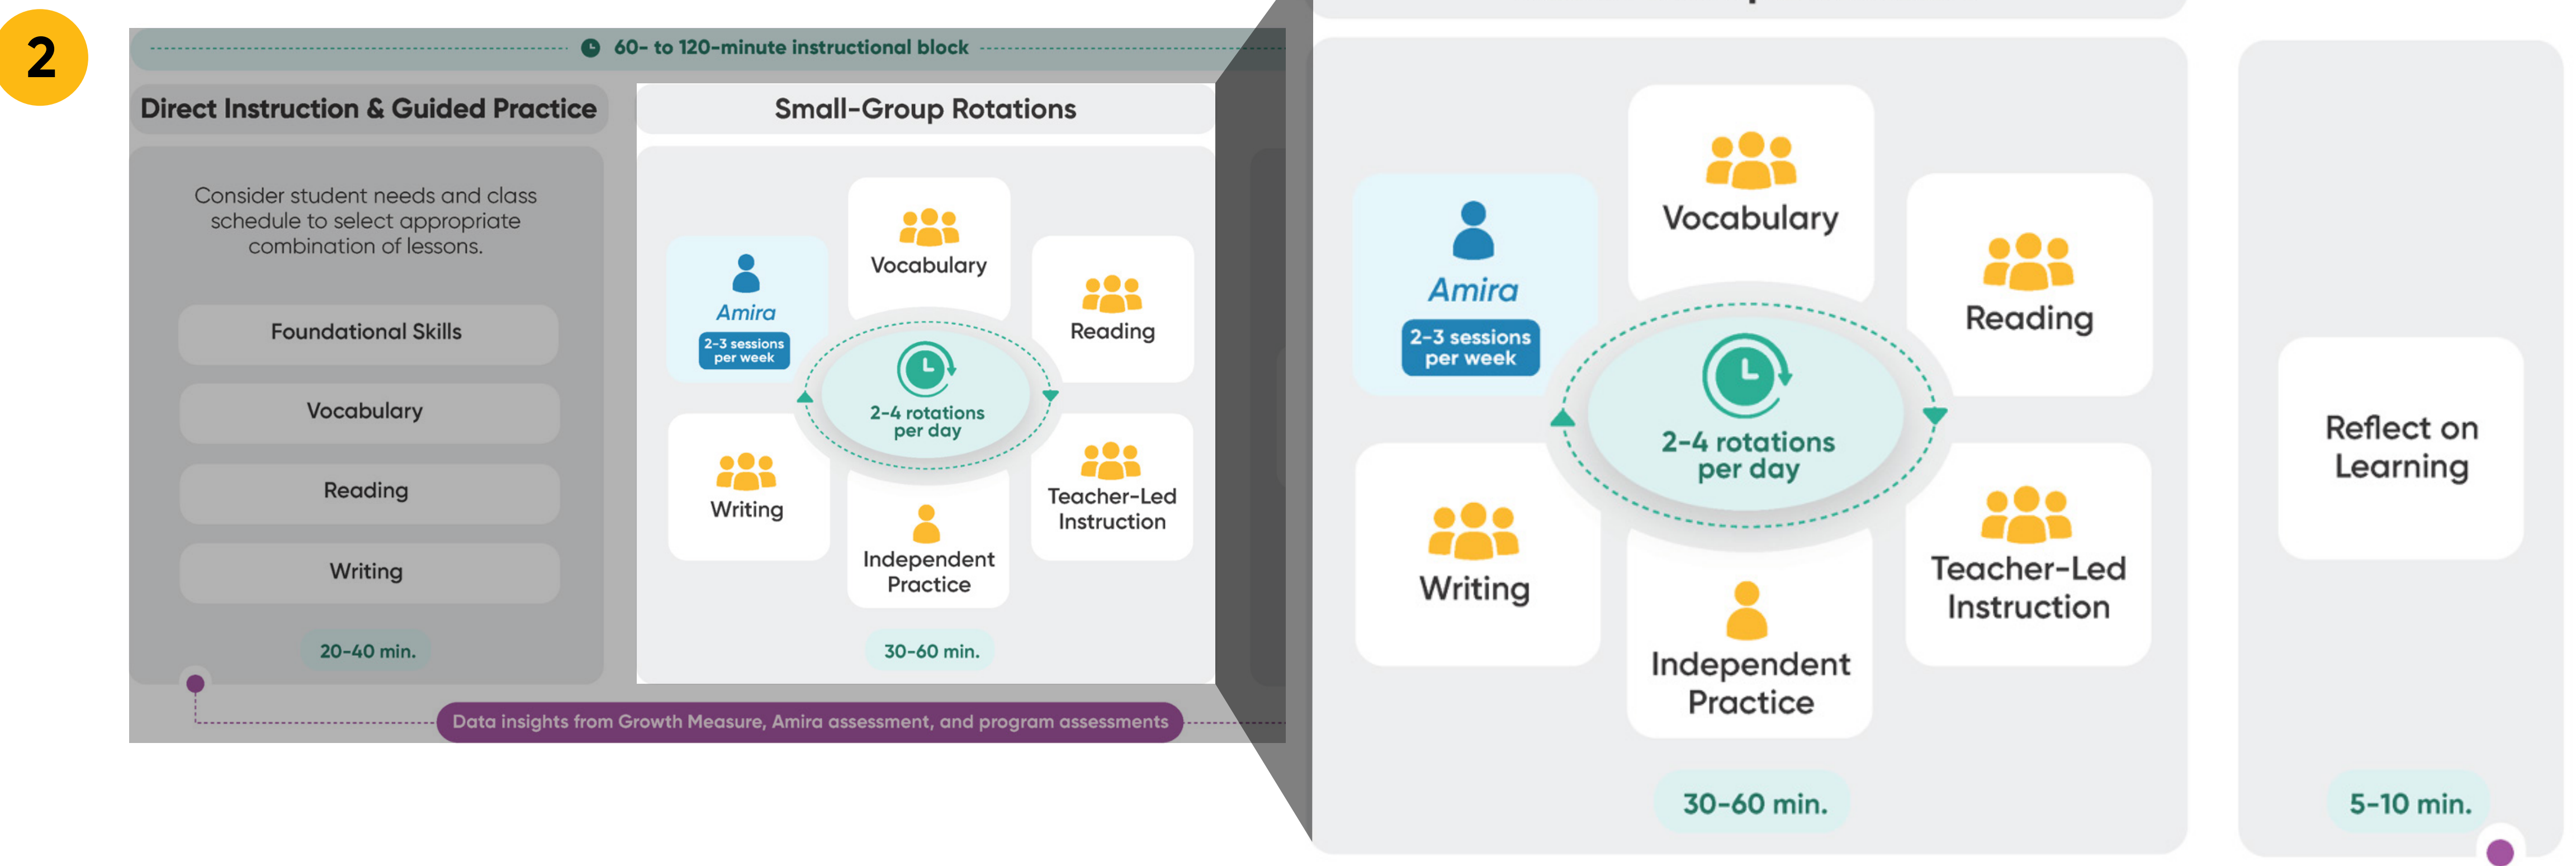 2
60- to 120-minute instructional block
Direct Instruction & Guided Practice
Consider student needs and class
schedule to select appropriate
combination of lessons.
Foundational Skills
Vocabulary
Reading
Writing
20-40 min.
Small-Group Rotations
Vocabulary
Amira
2-3 sessions
per week
Reading
2-4 rotations
per day
Writing
Teacher-Led
Instruction
Independent
Practice
30-60 min.
Data insights from Growth Measure, Amira assessment, and program assessments
Vocabulary
Amira
2-3 sessions
per week
Reading
2-4 rotations
per day
Writing
Teacher-Led
Instruction
Independent
Practice
30-60 min.
Reflect on
Learning
5-10 min.